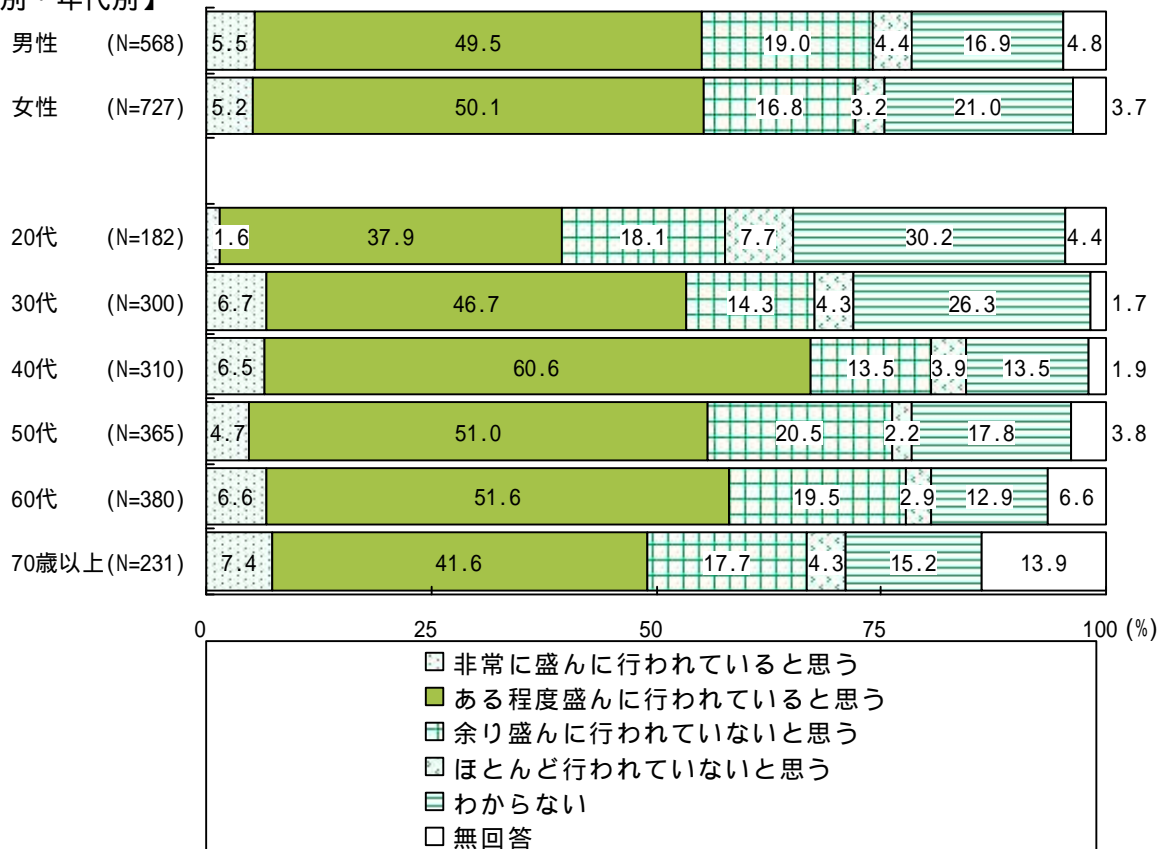 別・年代別】
男性 (N=568) 5.5 49.5 19.0 4.4 16.9 4.8
女性 (N=727) 5.2 50.1 16.8 3.2 21.0 3.7
20代 (N=182) 1.6 37.9 18.1 7.7 30.2 4.4
30代 (N=300) 6.7 46.7 14.3 4.3 26.3 1.7
40代 (N=310) 6.5 60.6 13.5 3.9 13.5 1.9
50代 (N=365) 4.7 51.0 20.5 2.2 17.8 3.8
60代 (N=380) 6.6 51.6 19.5 2.9 12.9 6.6
70歳以上(N=231) 7.4 41.6 17.7 4.3 15.2 13.9
0 25 50 75 100 (%)
非常に盛んに行われていると思う
ある程度盛んに行われていると思う
余り盛んに行われていないと思う
ほとんど行われていないと思う
わからない
無回答